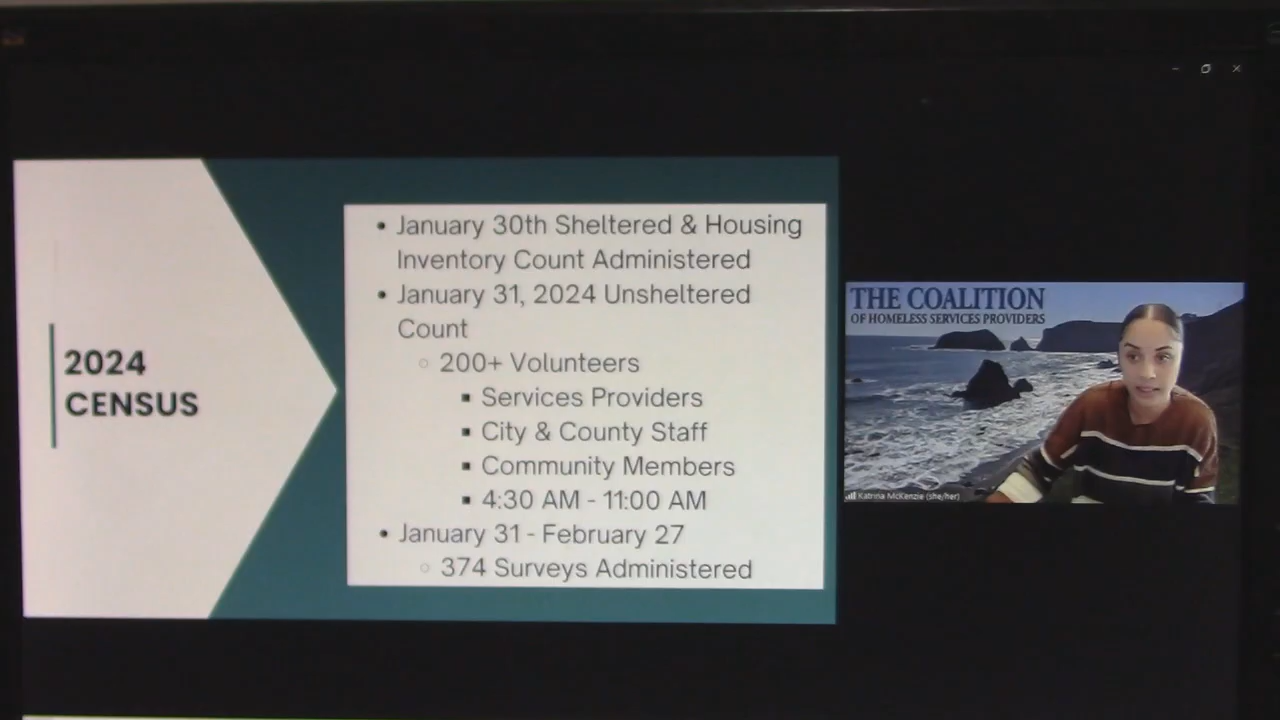 2024
CENSUS
• January 30th Sheltered & Housing
Inventory Count Administered
• January 31, 2024 Unsheltered
Count
○ 200+ Volunteers
▪ Services Providers
▪ City & County Staff
▪ Community Members
▪ 4:30 AM - 11:00 AM
• January 31 - February 27
○ 374 Surveys Administered
THE COALITION
OF HOMELESS SERVICES PROVIDERS
Katrina McKenzie (she/her)